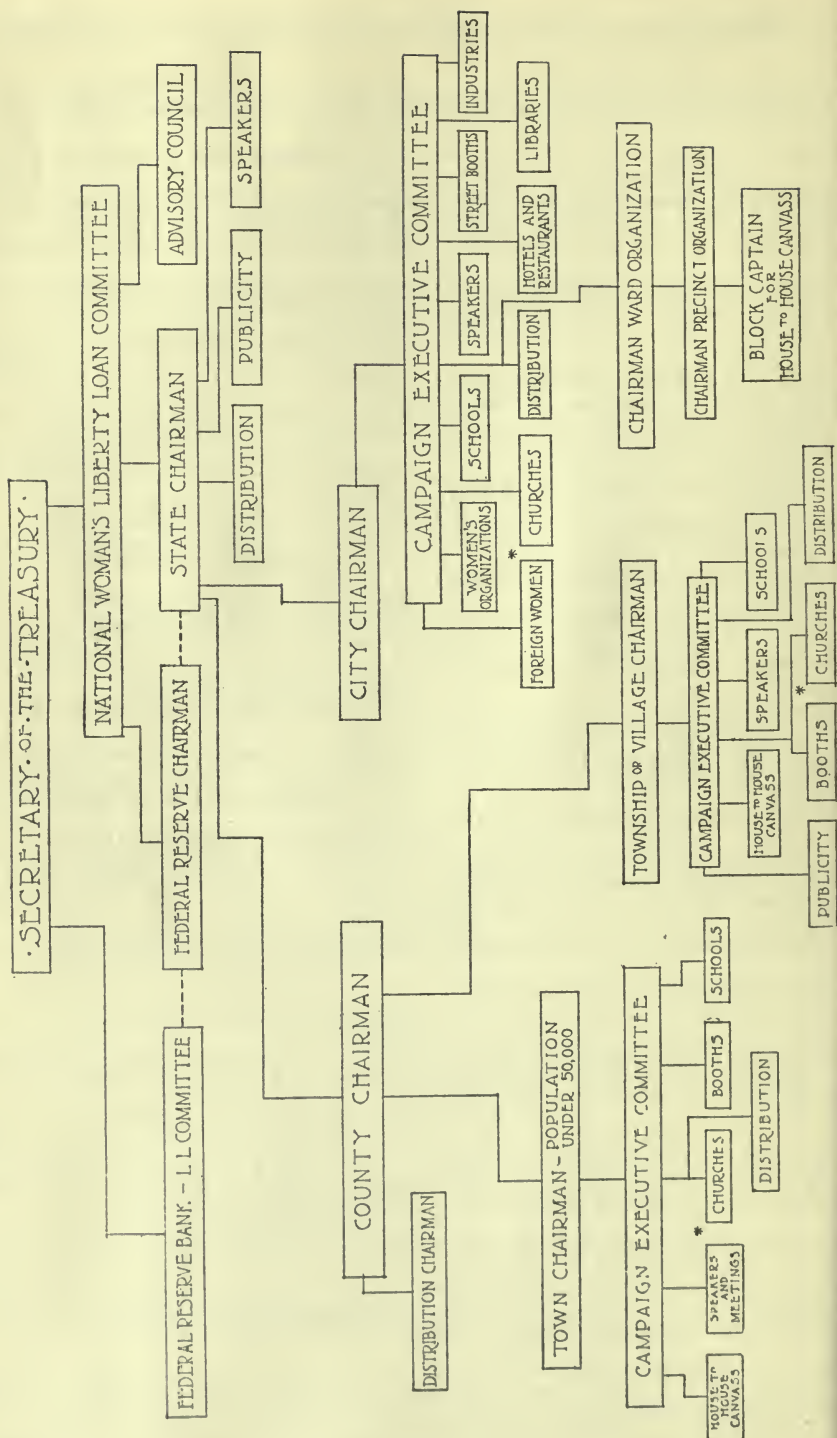 ·SECRETARY·OF·THE·TREASURY·
NATIONAL WOMAN'S LIBERTY LOAN COMMITTEE
ADVISORY COUNCIL
FEDERAL RESERVE BANK - L L COMMITTEE
FEDERAL RESERVE CHAIRMAN
STATE CHAIRMAN
DISTRIBUTION
PUBLICITY
SPEAKERS
COUNTY CHAIRMAN
CITY CHAIRMAN
DISTRIBUTION CHAIRMAN
CAMPAIGN EXECUTIVE COMMITTEE
WOMEN'S
ORGANIZATIONS
SCHOOLS
SPEAKERS
STREET BOOTHS
INDUSTRIES
FOREIGN WOMEN
*
CHURCHES
DISTRIBUTION
HOTELS AND
RESTAURANTS
LIBRARIES
CHAIRMAN WARD ORGANIZATION
CHAIRMAN PRECINCT ORGANIZATION
BLOCK CAPTAIN
FOR
HOUSE TO HOUSE CANVASS
TOWN CHAIRMAN - POPULATION
UNDER 50,000
CAMPAIGN EXECUTIVE COMMITTEE
HOUSE TO
HOUSE
CANVASS
SPEAKERS
AND
MEETINGS
*
CHURCHES
BOOTHS
SCHOOLS
DISTRIBUTION
TOWNSHIP OR VILLAGE CHAIRMAN
CAMPAIGN EXECUTIVE COMMITTEE
HOUSE TO HOUSE
CANVASS
SPEAKERS
SCHOOLS
PUBLICITY
BOOTHS
*
CHURCHES
DISTRIBUTION